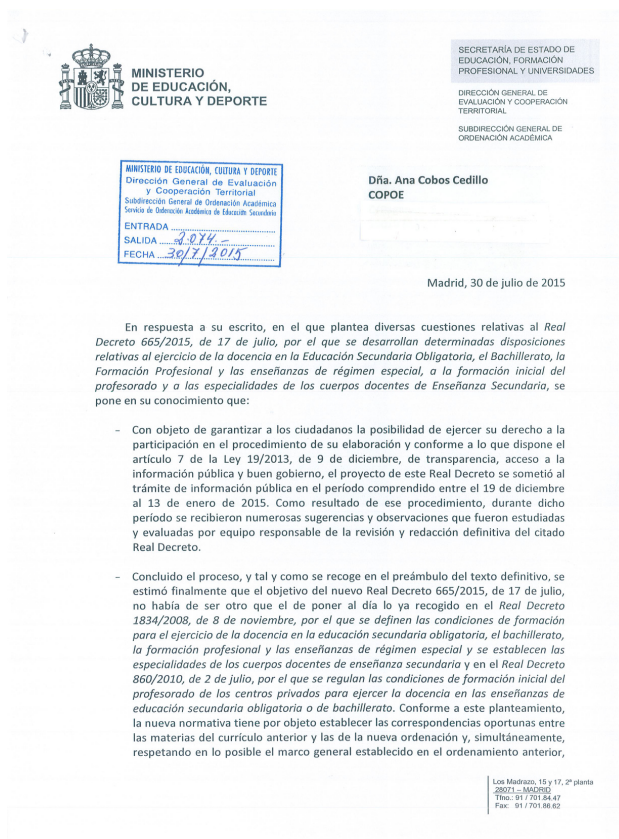 MINISTERIO
DE EDUCACIÓN,
CULTURA Y DEPORTE
SECRETARÍA DE ESTADO DE
EDUCACIÓN, FORMACIÓN
PROFESIONAL Y UNIVERSIDADES
DIRECCIÓN GENERAL DE
EVALUACIÓN Y COOPERACIÓN
TERRITORIAL
SUBDIRECCIÓN GENERAL DE
ORDENACIÓN ACADÉMICA
MINISTERIO DE EDUCACIÓN, CULTURA Y DEPORTE
Dirección General de Evaluación
y Cooperación Territorial
Subdirección General de Ordenación Académica
Servicio de Ordenación Académica de Educación Secundaria
ENTRADA
SALIDA 2.074.-
FECHA 30/7/2015
Dña. Ana Cobos Cedillo
COPOE
Madrid, 30 de julio de 2015
En respuesta a su escrito, en el que plantea diversas cuestiones relativas al Real
Decreto 665/2015, de 17 de julio, por el que se desarrollan determinadas disposiciones
relativas al ejercicio de la docencia en la Educación Secundaria Obligatoria, el Bachillerato, la
Formación Profesional y las enseñanzas de régimen especial, a la formación inicial del
profesorado y a las especialidades de los cuerpos docentes de Enseñanza Secundaria, se
pone en su conocimiento que:
– Con objeto de garantizar a los ciudadanos la posibilidad de ejercer su derecho a la
participación en el procedimiento de su elaboración y conforme a lo que dispone el
artículo 7 de la Ley 19/2013, de 9 de diciembre, de transparencia, acceso a la
información pública y buen gobierno, el proyecto de este Real Decreto se sometió al
trámite de información pública en el período comprendido entre el 19 de diciembre
al 13 de enero de 2015. Como resultado de ese procedimiento, durante dicho
período se recibieron numerosas sugerencias y observaciones que fueron estudiadas
y evaluadas por equipo responsable de la revisión y redacción definitiva del citado
Real Decreto.
– Concluido el proceso, y tal y como se recoge en el preámbulo del texto definitivo, se
estimó finalmente que el objetivo del nuevo Real Decreto 665/2015, de 17 de julio,
no había de ser otro que el de poner al día lo ya recogido en el Real Decreto
1834/2008, de 8 de noviembre, por el que se definen las condiciones de formación
para el ejercicio de la docencia en la educación secundaria obligatoria, el bachillerato,
la formación profesional y las enseñanzas de régimen especial y se establecen las
especialidades de los cuerpos docentes de enseñanza secundaria y en el Real Decreto
860/2010, de 2 de julio, por el que se regulan las condiciones de formación inicial del
profesorado de los centros privados para ejercer la docencia en las enseñanzas de
educación secundaria obligatoria o de bachillerato. Conforme a este planteamiento,
la nueva normativa tiene por objeto establecer las correspondencias oportunas entre
las materias del currículo anterior y las de la nueva ordenación y, simultáneamente,
respetando en lo posible el marco general establecido en el ordenamiento anterior,
Los Madrazo, 15 y 17, 2ª planta
28071 – MADRID
Tfno.: 91 / 701.84.47
Fax: 91 / 701.86.62